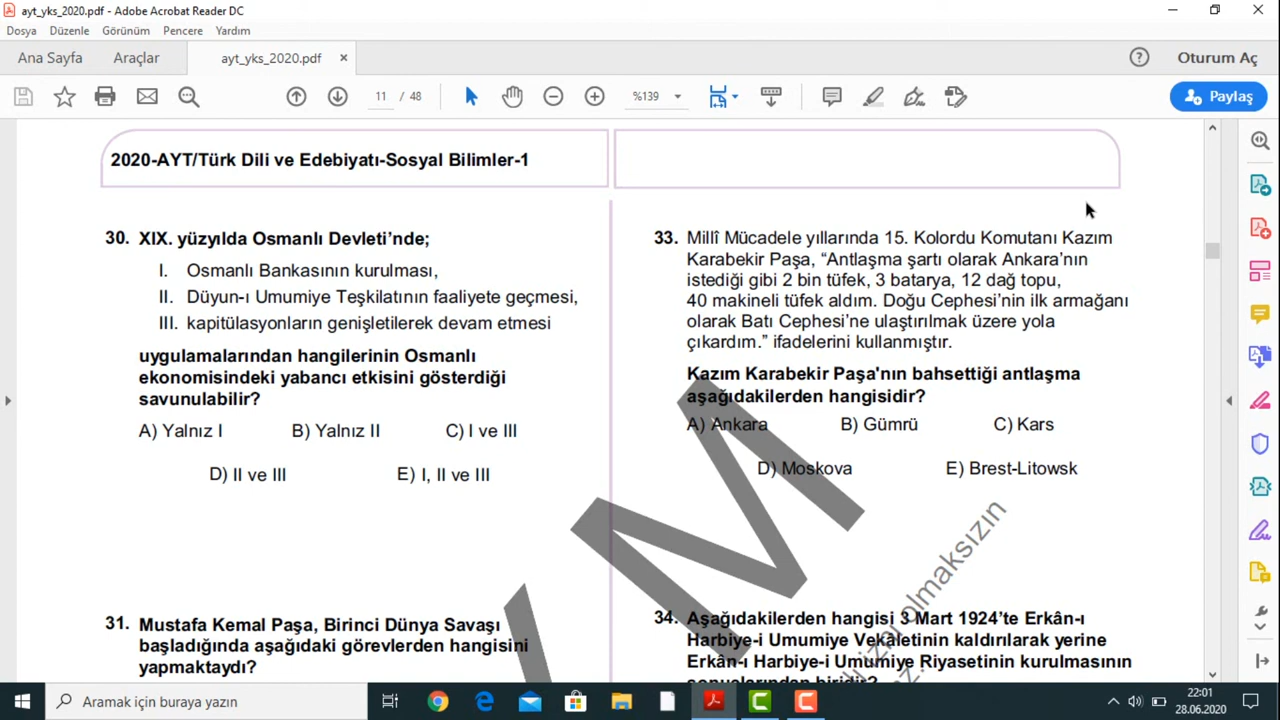 ayt_yks_2020.pdf - Adobe Acrobat Reader DC
Dosya Düzenle Görünüm Pencere Yardım
Ana Sayfa Araçlar ayt_yks_2020.pdf × ? Oturum Aç
11 / 48 %139 Paylaş
2020-AYT/Türk Dili ve Edebiyatı-Sosyal Bilimler-1
30. XIX. yüzyılda Osmanlı Devleti’nde;
I. Osmanlı Bankasının kurulması,
II. Düyun-ı Umumiye Teşkilatının faaliyete geçmesi,
III. kapitülasyonların genişletilerek devam etmesi
uygulamalarından hangilerinin Osmanlı
ekonomisindeki yabancı etkisini gösterdiği
savunulabilir?
A) Yalnız I B) Yalnız II C) I ve III
D) II ve III E) I, II ve III
31. Mustafa Kemal Paşa, Birinci Dünya Savaşı
başladığında aşağıdaki görevlerden hangisini
yapmaktaydı?
33. Millî Mücadele yıllarında 15. Kolordu Komutanı Kazım
Karabekir Paşa, “Antlaşma şartı olarak Ankara’nın
istediği gibi 2 bin tüfek, 3 batarya, 12 dağ topu,
40 makineli tüfek aldım. Doğu Cephesi’nin ilk armağanı
olarak Batı Cephesi’ne ulaştırılmak üzere yola
çıkardım.” ifadelerini kullanmıştır.
Kazım Karabekir Paşa'nın bahsettiği antlaşma
aşağıdakilerden hangisidir?
A) Ankara B) Gümrü C) Kars
D) Moskova E) Brest-Litowsk
34. Aşağıdakilerden hangisi 3 Mart 1924’te Erkân-ı
Harbiye-i Umumiye Vekâletinin kaldırılarak yerine
Erkân-ı Harbiye-i Umumiye Riyasetinin kurulmasının
sonuçlarından biridir?
YM
izni olmaksızın
Aramak için buraya yazın
22:01
28.06.2020